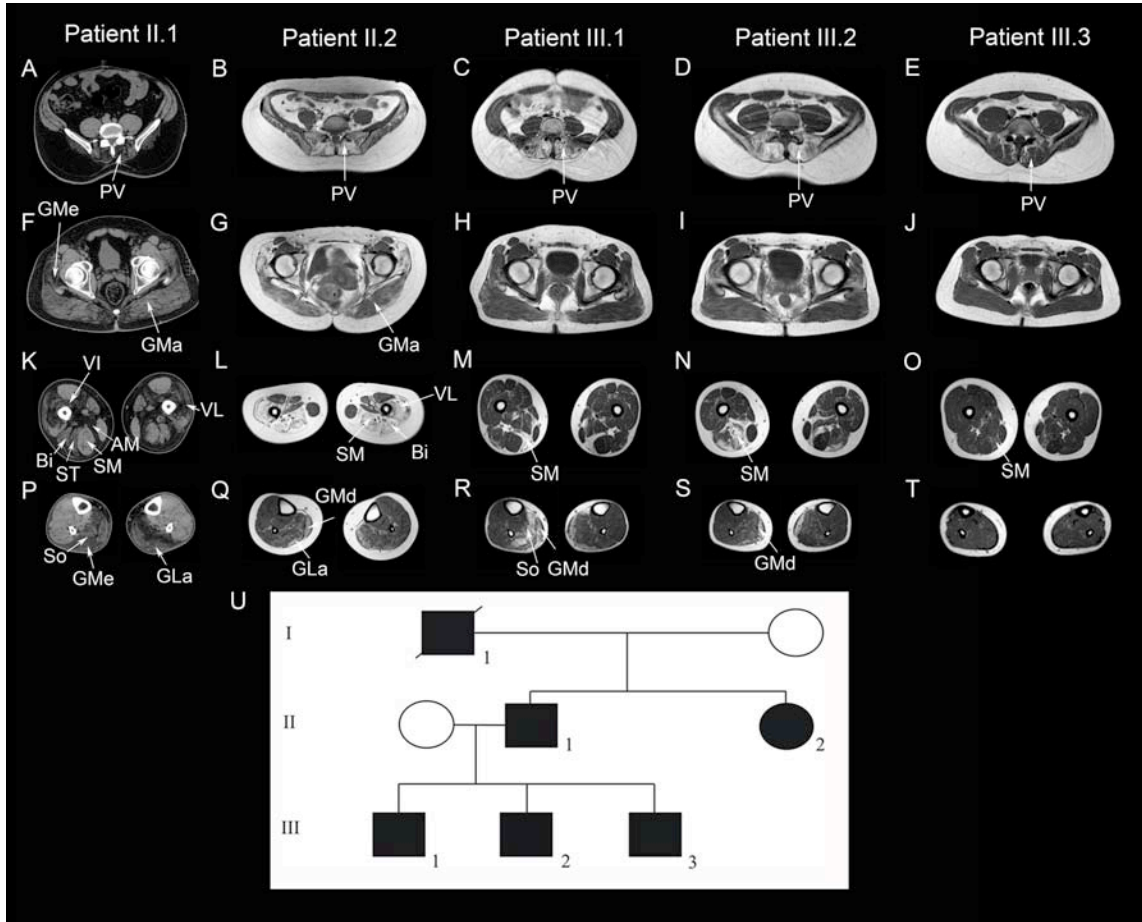 Patient II.1 Patient II.2 Patient III.1 Patient III.2 Patient III.3
A B C D E
PV PV PV PV PV
GMe
F G H I J
GMa GMa
K VI VL L VL M N O
Bi ST SM AM SM Bi SM SM SM
P Q GMd R S T
So GMe GLa GLa So GMd GMd
U
I
1
II
1 2
III
1 2 3